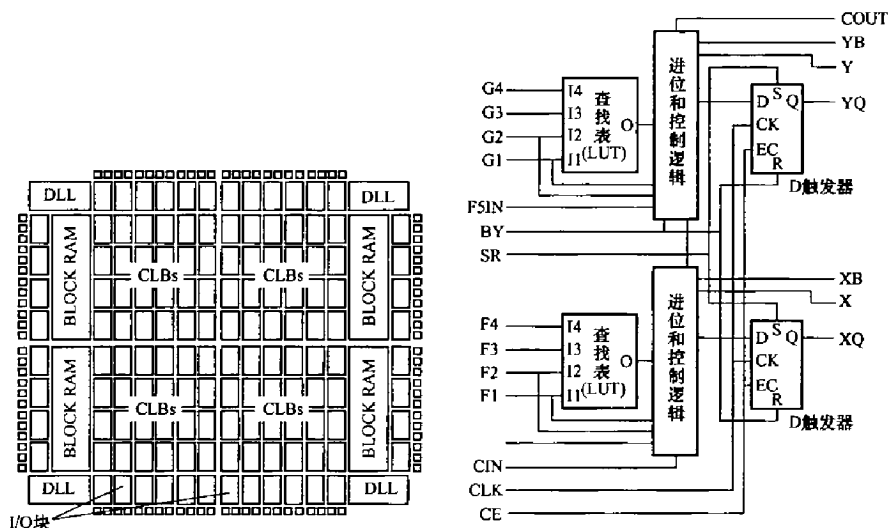 DLL
DLL
BLOCK RAM
CLBs
CLBs
BLOCK RAM
BLOCK RAM
CLBs
CLBs
BLOCK RAM
DLL
DLL
I/O块
COUT
YB
Y
G4
G3
G2
G1
I4
I3
I2
I1
查找表
(LUT)
O
进位和控制逻辑
D
S
Q
CK
EC
R
YQ
D触发器
F5IN
BY
SR
XB
X
F4
F3
F2
F1
I4
I3
I2
I1
查找表
(LUT)
O
进位和控制逻辑
D
S
Q
CK
EC
R
XQ
D触发器
CIN
CLK
CE